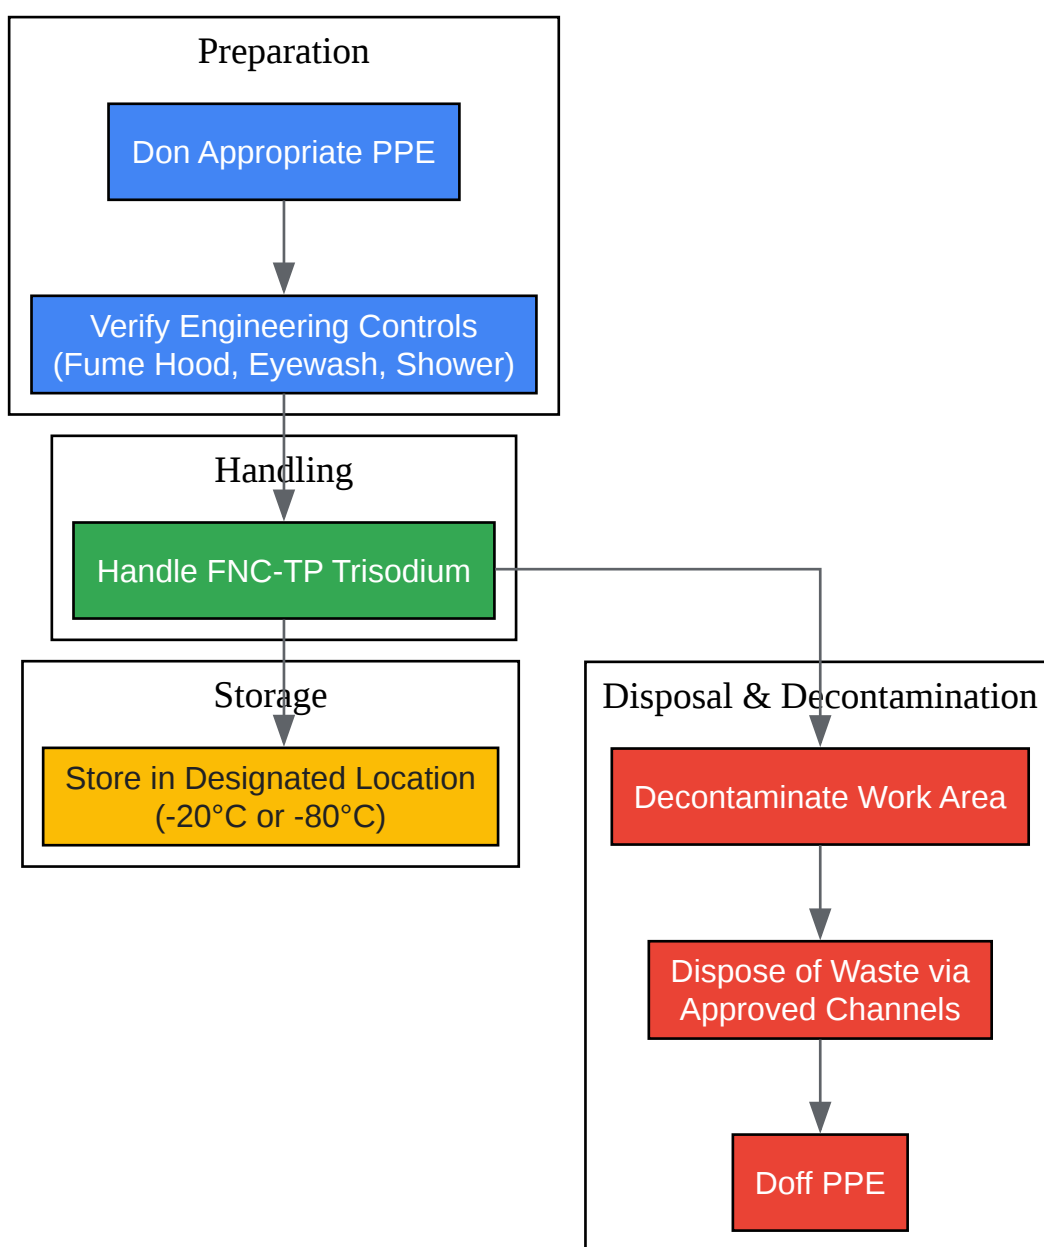 Preparation
Don Appropriate PPE
Verify Engineering Controls
(Fume Hood, Eyewash, Shower)
Handling
Handle FNC-TP Trisodium
Storage
Store in Designated Location
(-20°C or -80°C)
Disposal & Decontamination
Decontaminate Work Area
Dispose of Waste via
Approved Channels
Doff PPE